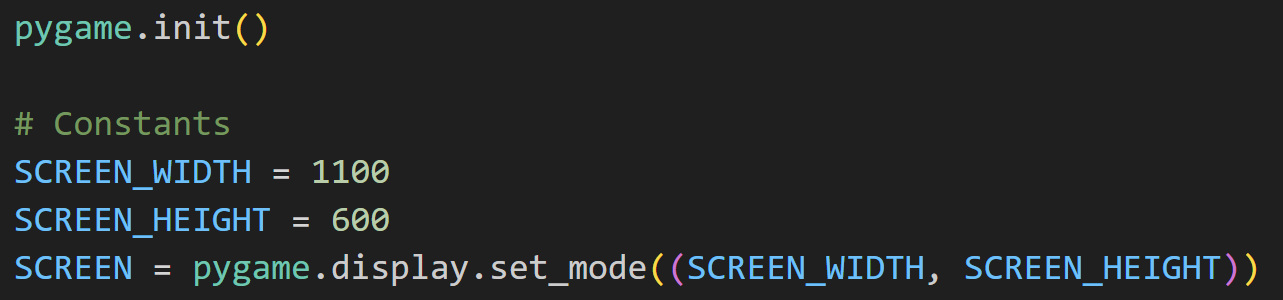 pygame.init()
# Constants
SCREEN_WIDTH = 1100
SCREEN_HEIGHT = 600
SCREEN = pygame.display.set_mode((SCREEN_WIDTH, SCREEN_HEIGHT))